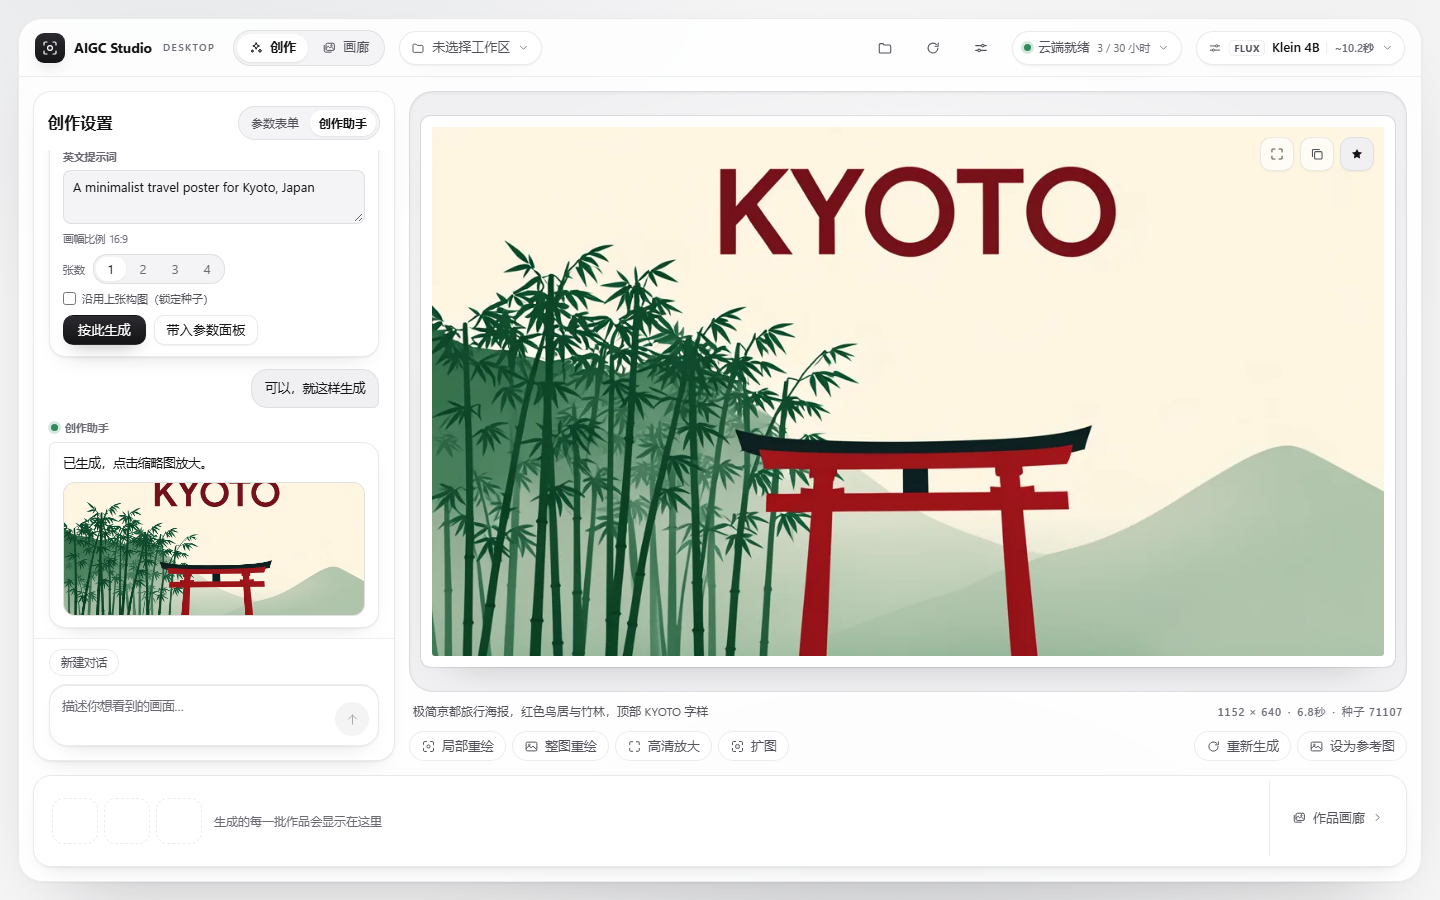 AIGC Studio DESKTOP
创作
画廊
未选择工作区
云端就绪 3 / 30 小时
FLUX Klein 4B ~10.2秒
创作设置
参数表单
创作助手
英文提示词
A minimalist travel poster for Kyoto, Japan
画幅比例 16:9
张数 1 2 3 4
沿用上张构图（锁定种子）
按此生成
带入参数面板
可以，就这样生成
创作助手
已生成，点击缩略图放大。
KYOTO
新建对话
描述你想看到的画面...
KYOTO
极简京都旅行海报，红色鸟居与竹林，顶部 KYOTO 字样
1152 × 640 · 6.8秒 · 种子 71107
局部重绘
整图重绘
高清放大
扩图
重新生成
设为参考图
生成的每一批作品会显示在这里
作品画廊